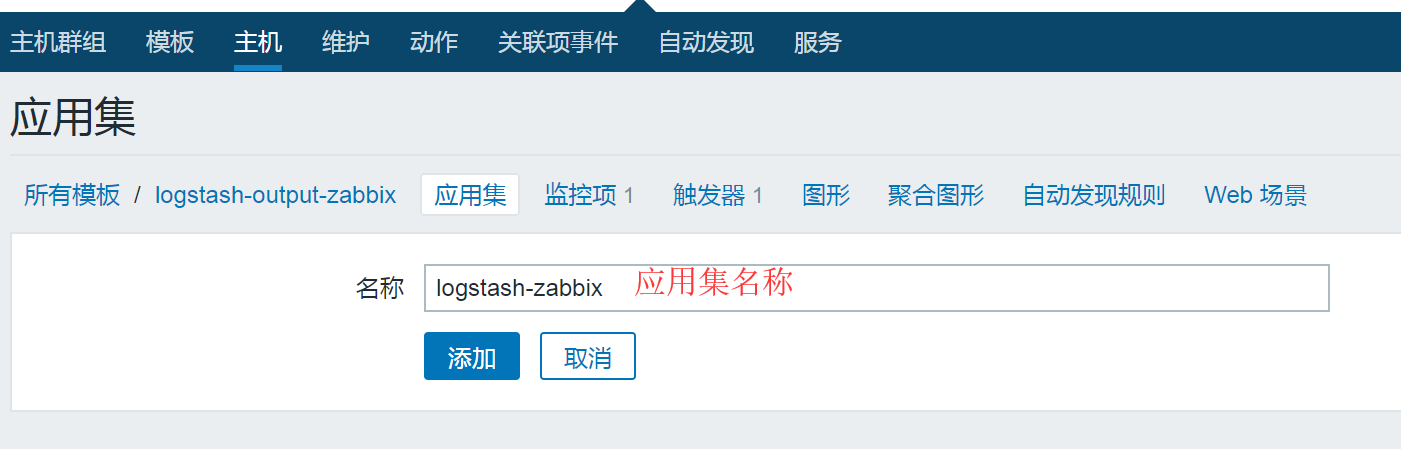 主机群组 模板 主机 维护 动作 关联项事件 自动发现 服务
应用集
所有模板 / logstash-output-zabbix 应用集 监控项 1 触发器 1 图形 聚合图形 自动发现规则 Web 场景
名称 logstash-zabbix 应用集名称
添加 取消